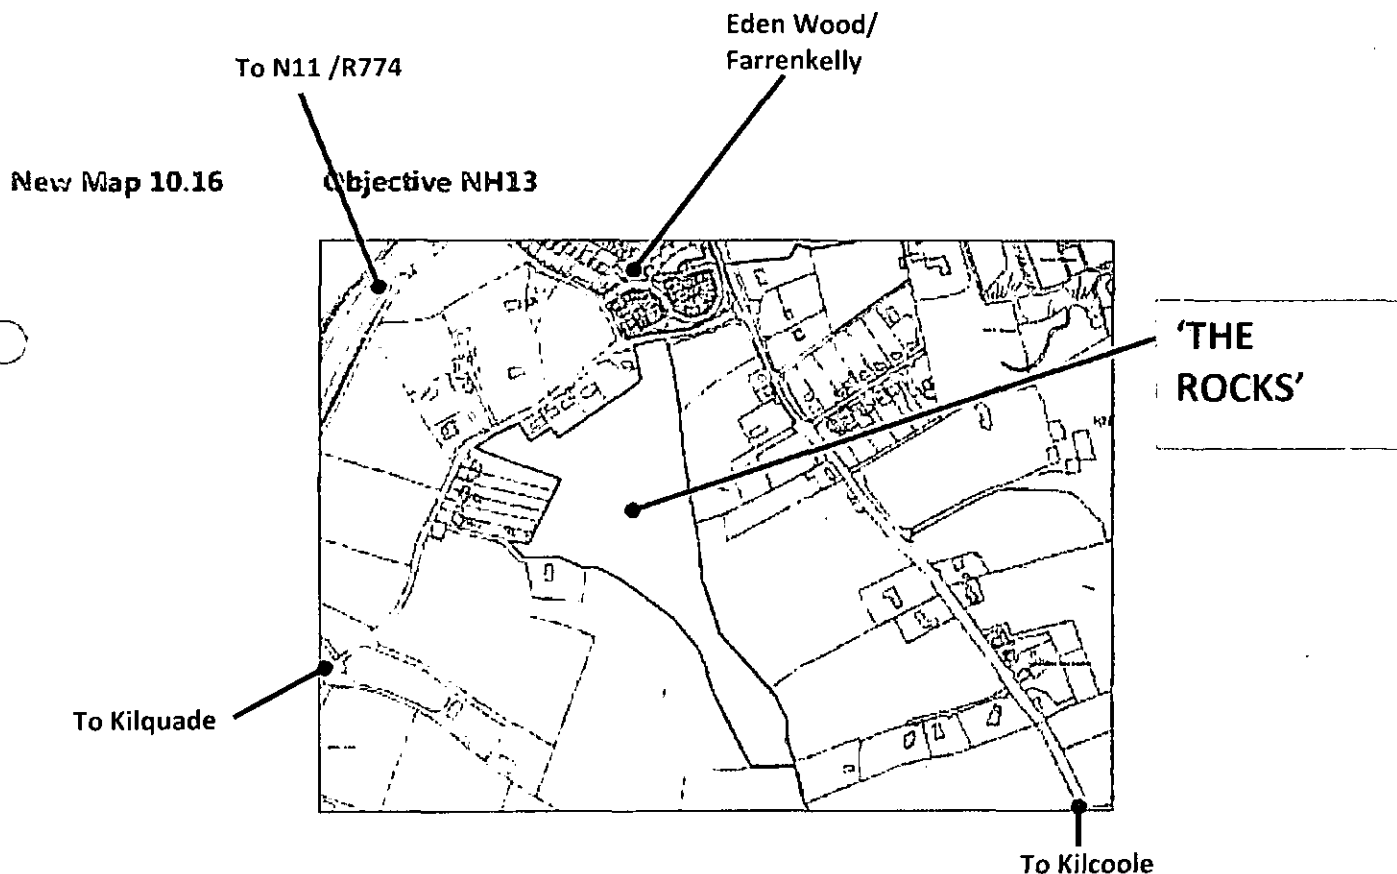 Eden Wood/
Farrenkelly
To N11 /R774
New Map 10.16 Objective NH13
'THE
ROCKS'
To Kilquade
To Kilcoole